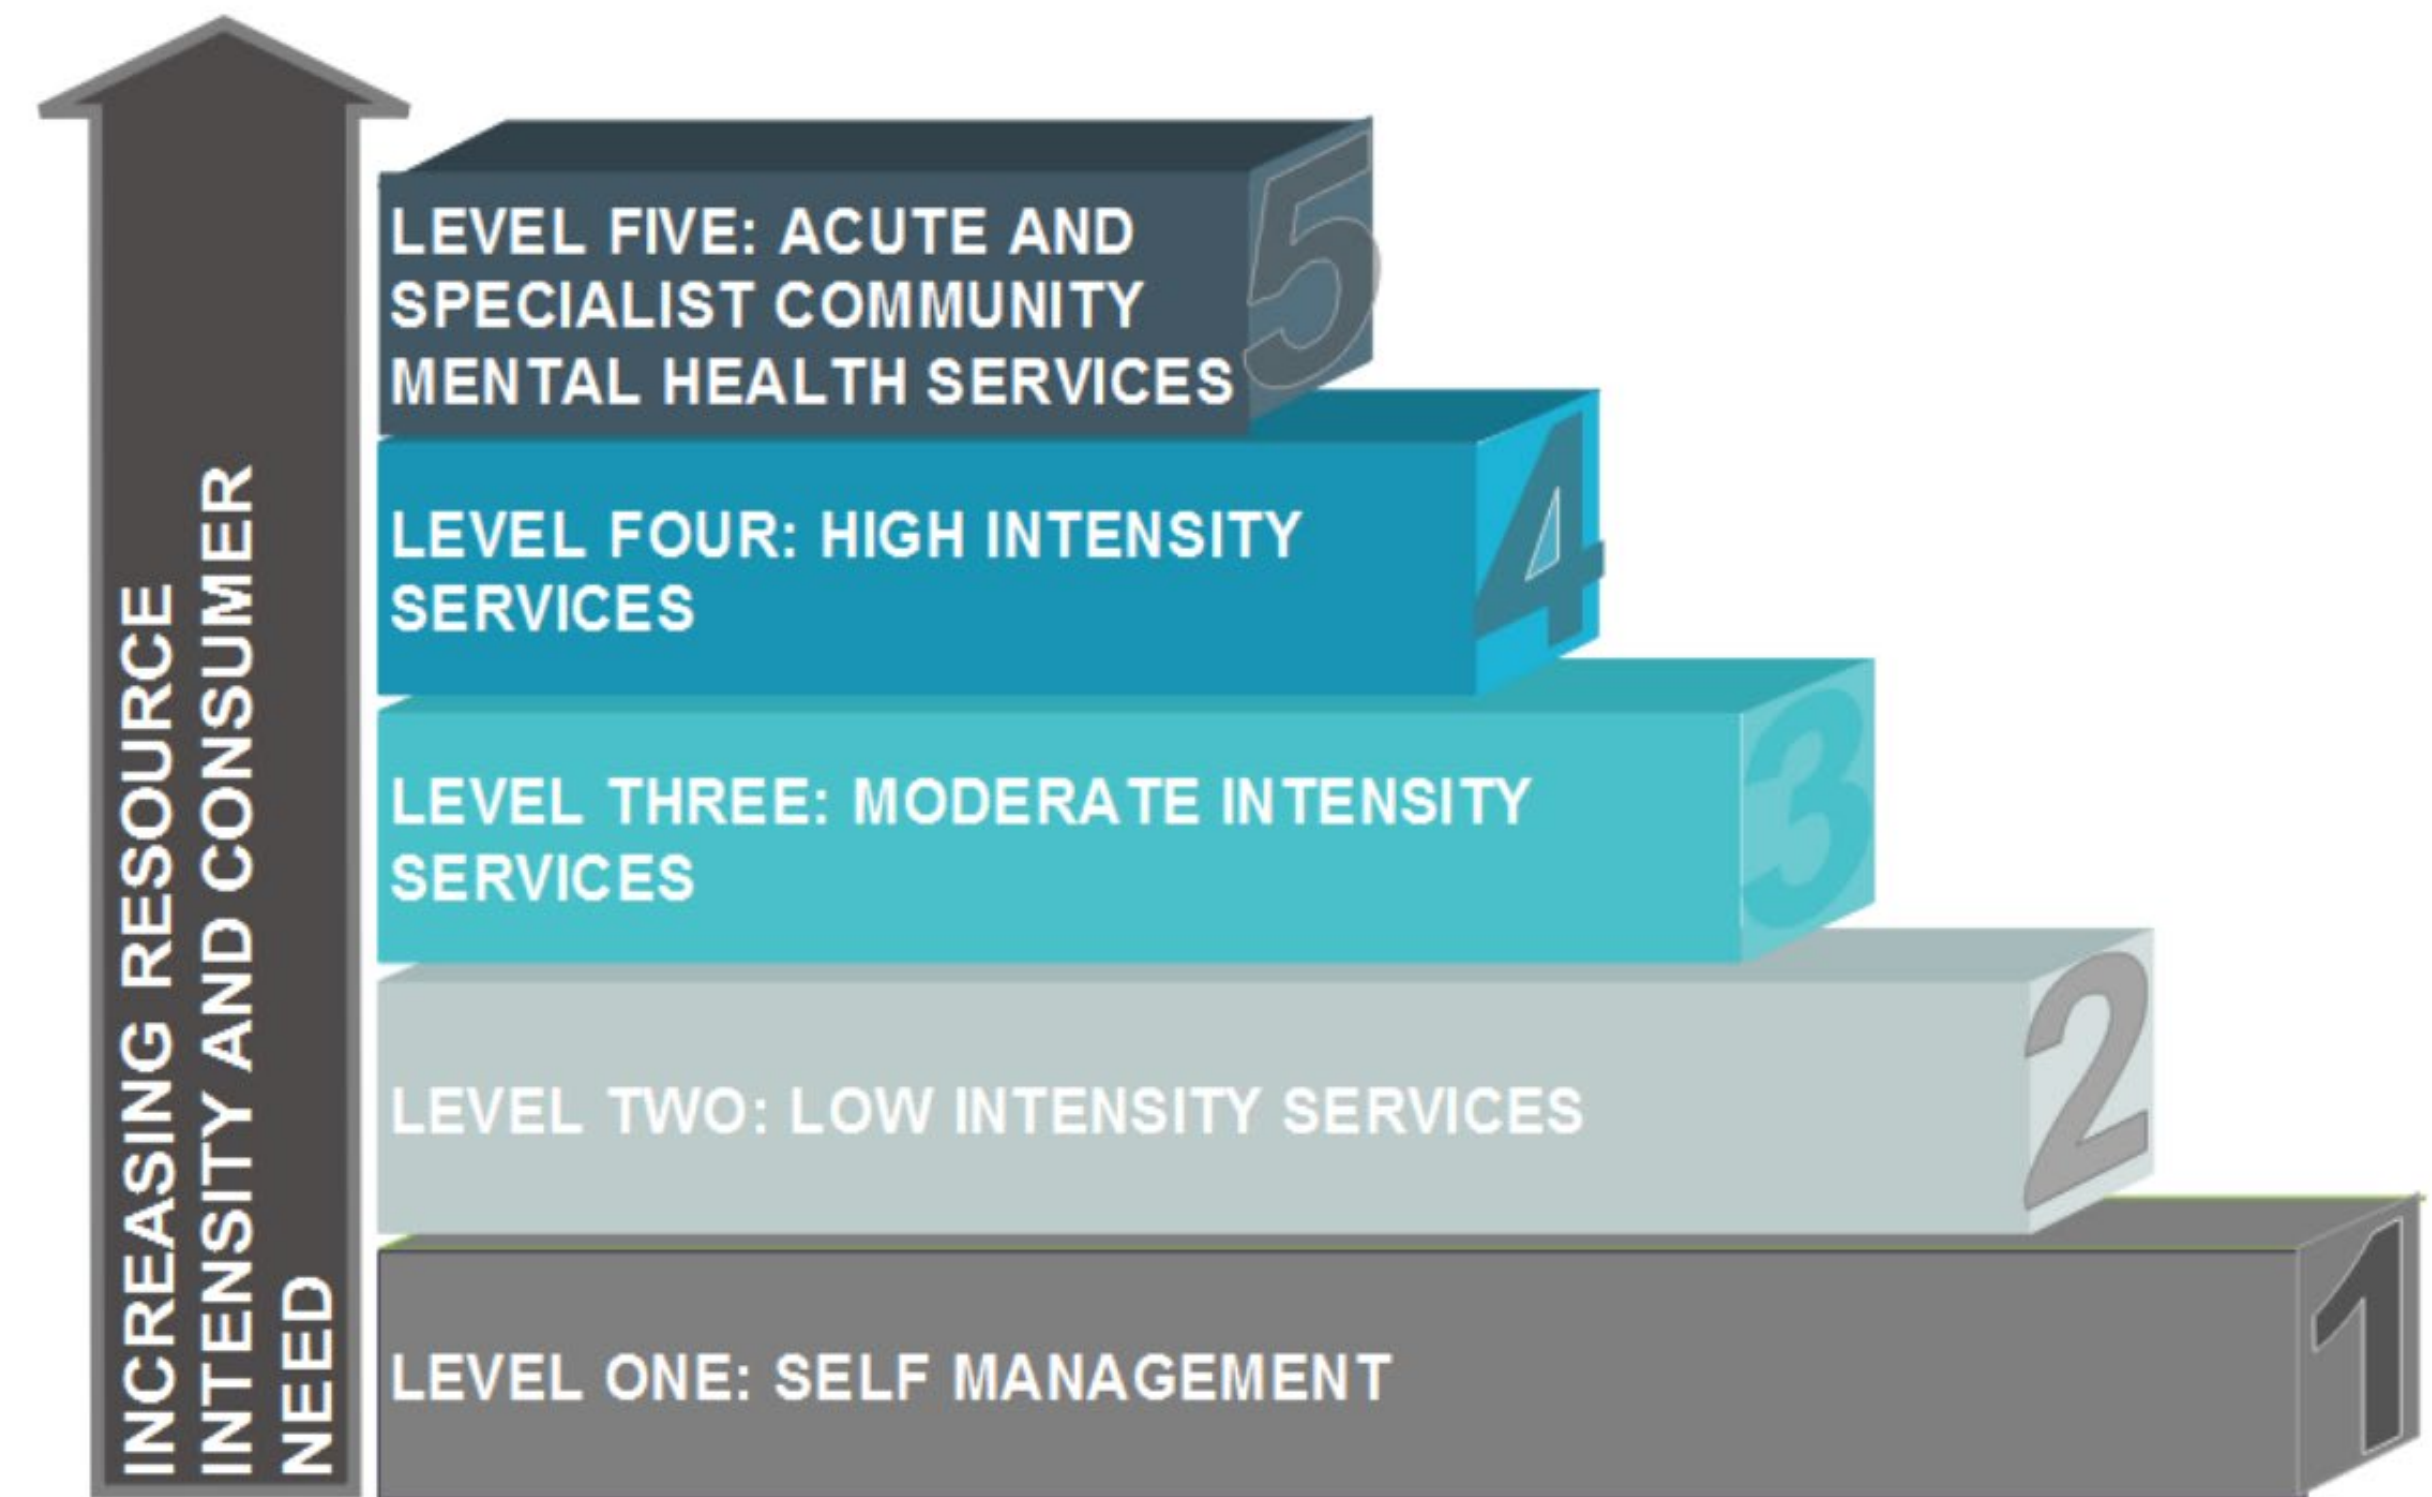 INCREASING RESOURCE
INTENSITY AND CONSUMER
NEED
LEVEL FIVE: ACUTE AND
SPECIALIST COMMUNITY
MENTAL HEALTH SERVICES
5
LEVEL FOUR: HIGH INTENSITY
SERVICES
4
LEVEL THREE: MODERATE INTENSITY
SERVICES
3
LEVEL TWO: LOW INTENSITY SERVICES
2
LEVEL ONE: SELF MANAGEMENT
1